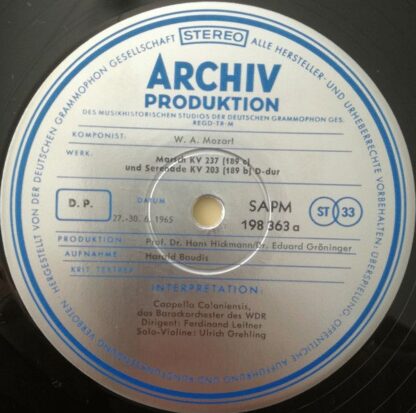 HERGESTELLT VON DER DEUTSCHEN GRAMMOPHON GESELLSCHAFT
STEREO
ALLE HERSTELLER- UND URHEBERRECHTE VORBEHALTEN: ÜBERSPIELUNG, ÖFFENTLICHE AUFFÜHRUNG UND RUNDFUNKSENDUNG VERBOTEN
ARCHIV
PRODUKTION
DES MUSIKHISTORISCHEN STUDIOS DER DEUTSCHEN GRAMMOPHON GES.
REGD-TR-M
KOMPONIST: W. A. Mozart
WERK: Marsch KV 237 (189 c)
und Serenade KV 203 (189 b) D-dur
D. P.
DATUM
27.-30. 6. 1965
SAPM
198 363 a
ST 33
PRODUKTION Prof. Dr. Hans Hickmann/Dr. Eduard Gröninger
AUFNAHME Harald Baudis
KRIT. TEXTREV.
INTERPRETATION:
Cappella Coloniensis,
das Barockorchester des WDR
Dirigent: Ferdinand Leitner
Solo-Violine: Ulrich Grehling